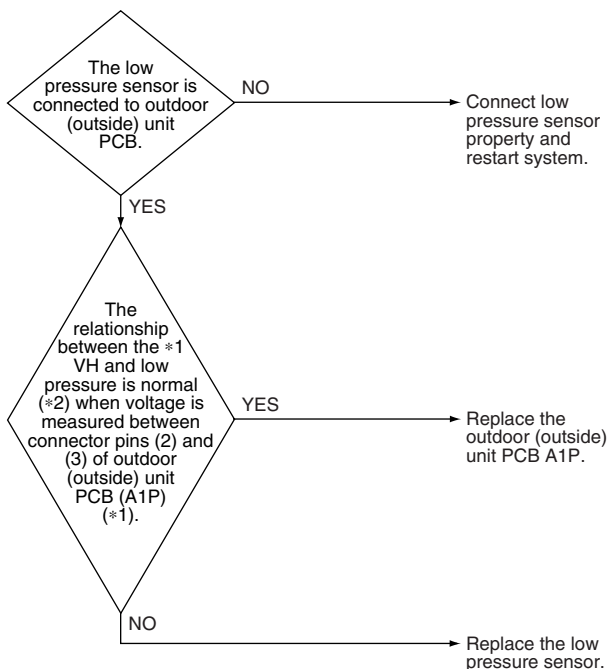 The low
pressure sensor is
connected to outdoor
(outside) unit
PCB.
NO
Connect low
pressure sensor
property and
restart system.
YES
The
relationship
between the *1
VH and low
pressure is normal
(*2) when voltage is
measured between
connector pins (2) and
(3) of outdoor
(outside) unit
PCB (A1P)
(*1).
YES
Replace the
outdoor (outside)
unit PCB A1P.
NO
Replace the low
pressure sensor.